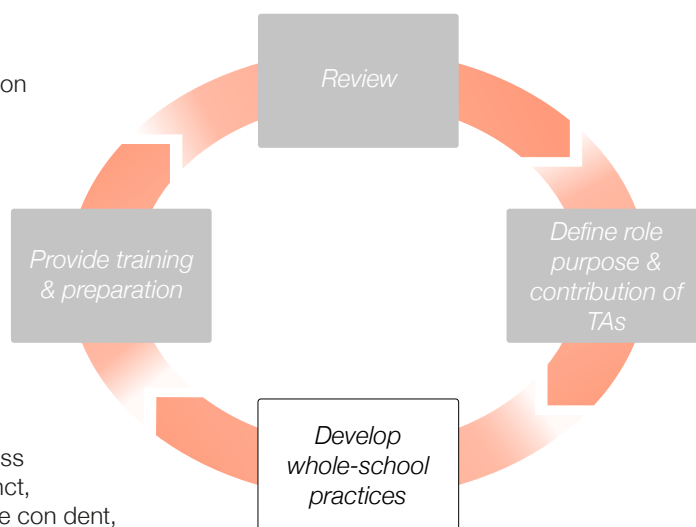 on
Review
Provide training
& preparation
Define role
purpose &
contribution of
TAs
Develop
whole-school
practices
ss
nct,
e con dent,